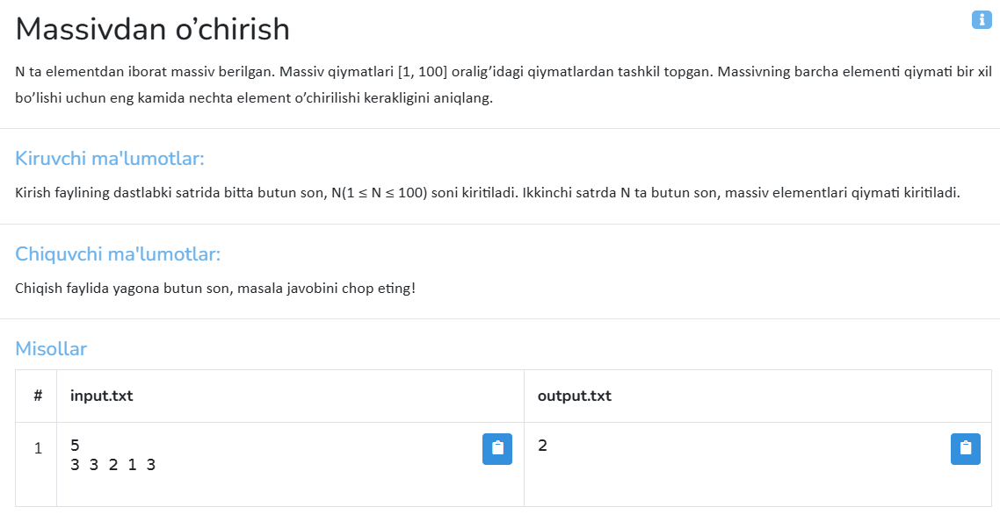 Massivdan o’chirish
N ta elementdan iborat massiv berilgan. Massiv qiymatlari [1, 100] oralig’idagi qiymatlardan tashkil topgan. Massivning barcha elementi qiymati bir xil
bo’lishi uchun eng kamida nechta element o’chirilishi kerakligini aniqlang.
Kiruvchi ma'lumotlar:
Kirish faylining dastlabki satrida bitta butun son, N(1 ≤ N ≤ 100) soni kiritiladi. Ikkinchi satrda N ta butun son, massiv elementlari qiymati kiritiladi.
Chiquvchi ma'lumotlar:
Chiqish faylida yagona butun son, masala javobini chop eting!
Misollar
# input.txt output.txt
1 5 2
3 3 2 1 3